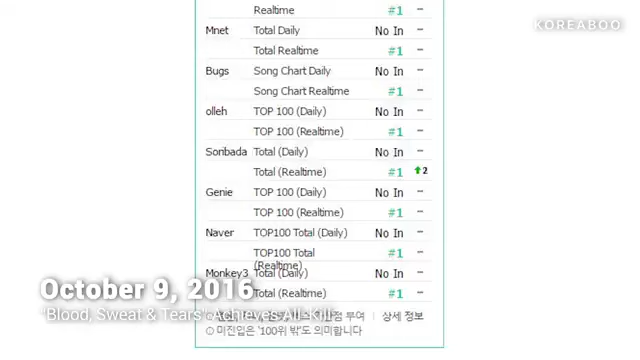 Realtime #1 –
KOREABOO
Mnet Total Daily No In –
Total Realtime #1 –
Bugs Song Chart Daily No In –
Song Chart Realtime #1 –
olleh TOP 100 (Daily) No In –
TOP 100 (Realtime) #1 –
Soribada Total (Daily) No In –
Total (Realtime) #1 2
Genie TOP 100 (Daily) No In –
TOP 100 (Realtime) #1 –
Naver TOP100 Total (Daily) No In –
TOP100 Total #1 –
(Realtime)
Monkey3 Total (Daily) No In –
October 9, 2016
Total (Realtime) #1 –
"Blood, Sweat & Tears" Achieves All-Kill
부여 | 상세 정보
미진입은 '100위 밖'도 의미합니다